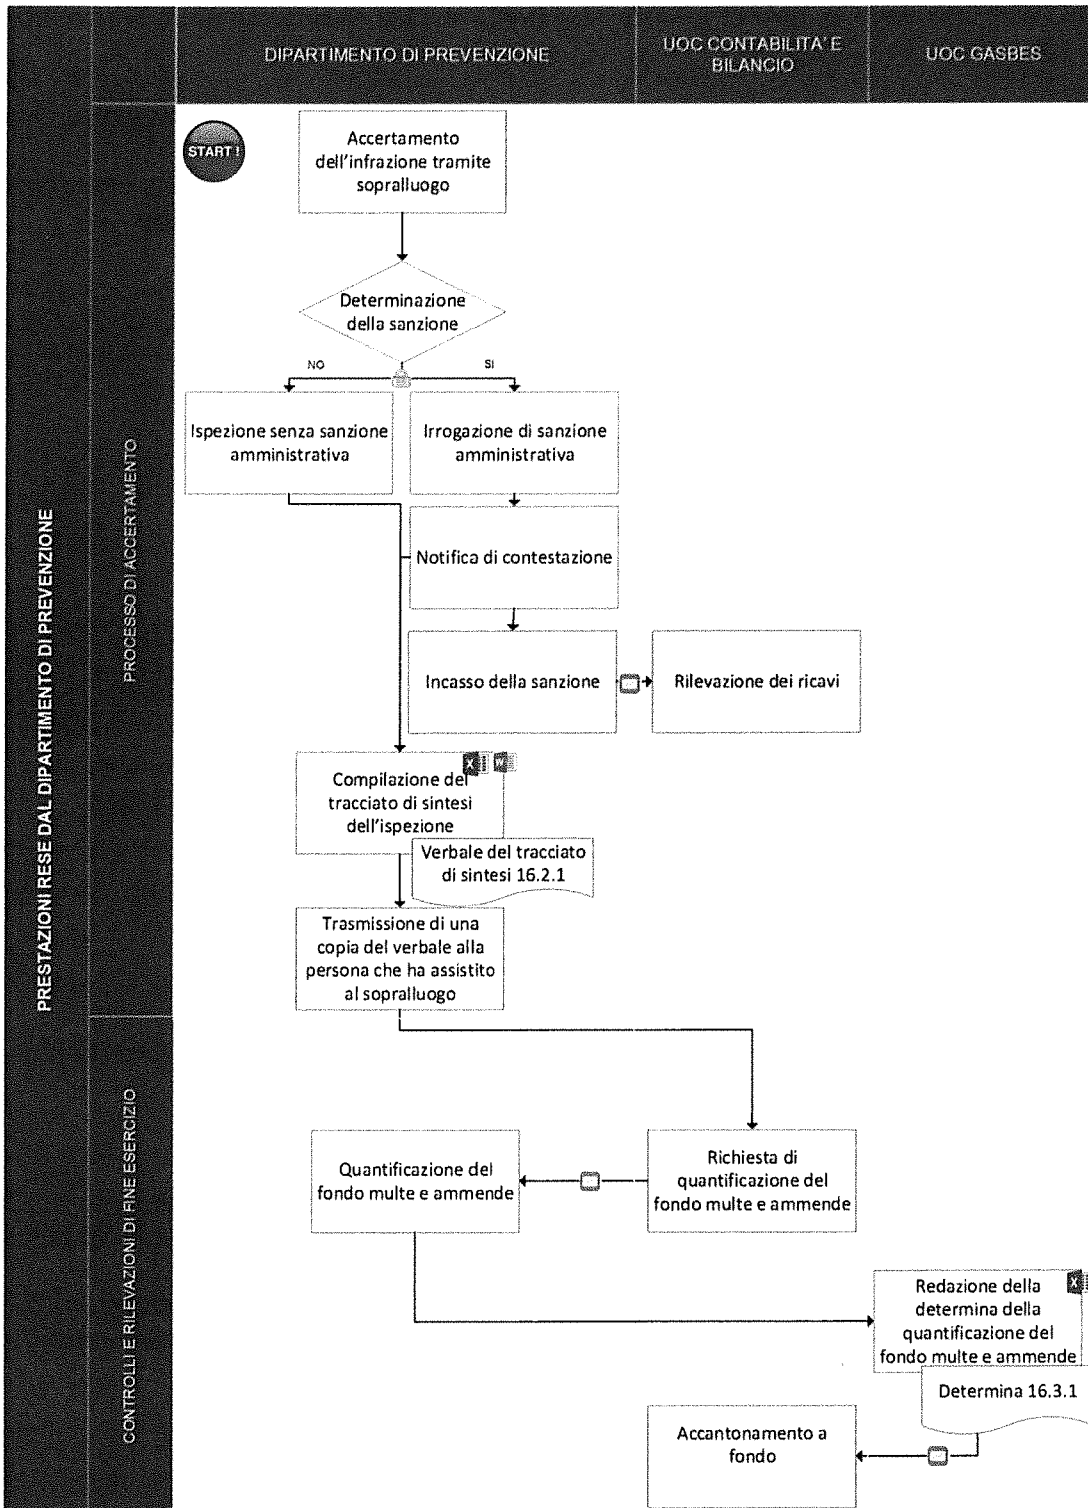 DIPARTIMENTO DI PREVENZIONE
UOC CONTABILITA' E
BILANCIO
UOC GASBES
PRESTAZIONI RESE DAL DIPARTIMENTO DI PREVENZIONE
PROCESSO DI ACCERTAMENTO
START !
Accertamento
dell'infrazione tramite
sopralluogo
Determinazione
della sanzione
NO
SI
Ispezione senza sanzione
amministrativa
Irrogazione di sanzione
amministrativa
Notifica di contestazione
Incasso della sanzione
Rilevazione dei ricavi
X
W
Compilazione del
tracciato di sintesi
dell'ispezione
Verbale del tracciato
di sintesi 16.2.1
Trasmissione di una
copia del verbale alla
persona che ha assistito
al sopralluogo
CONTROLLI E RILEVAZIONI DI FINE ESERCIZIO
Richiesta di
quantificazione del
fondo multe e ammende
Quantificazione del
fondo multe e ammende
X
Redazione della
determina della
quantificazione del
fondo multe e ammende
Determina 16.3.1
Accantonamento a
fondo